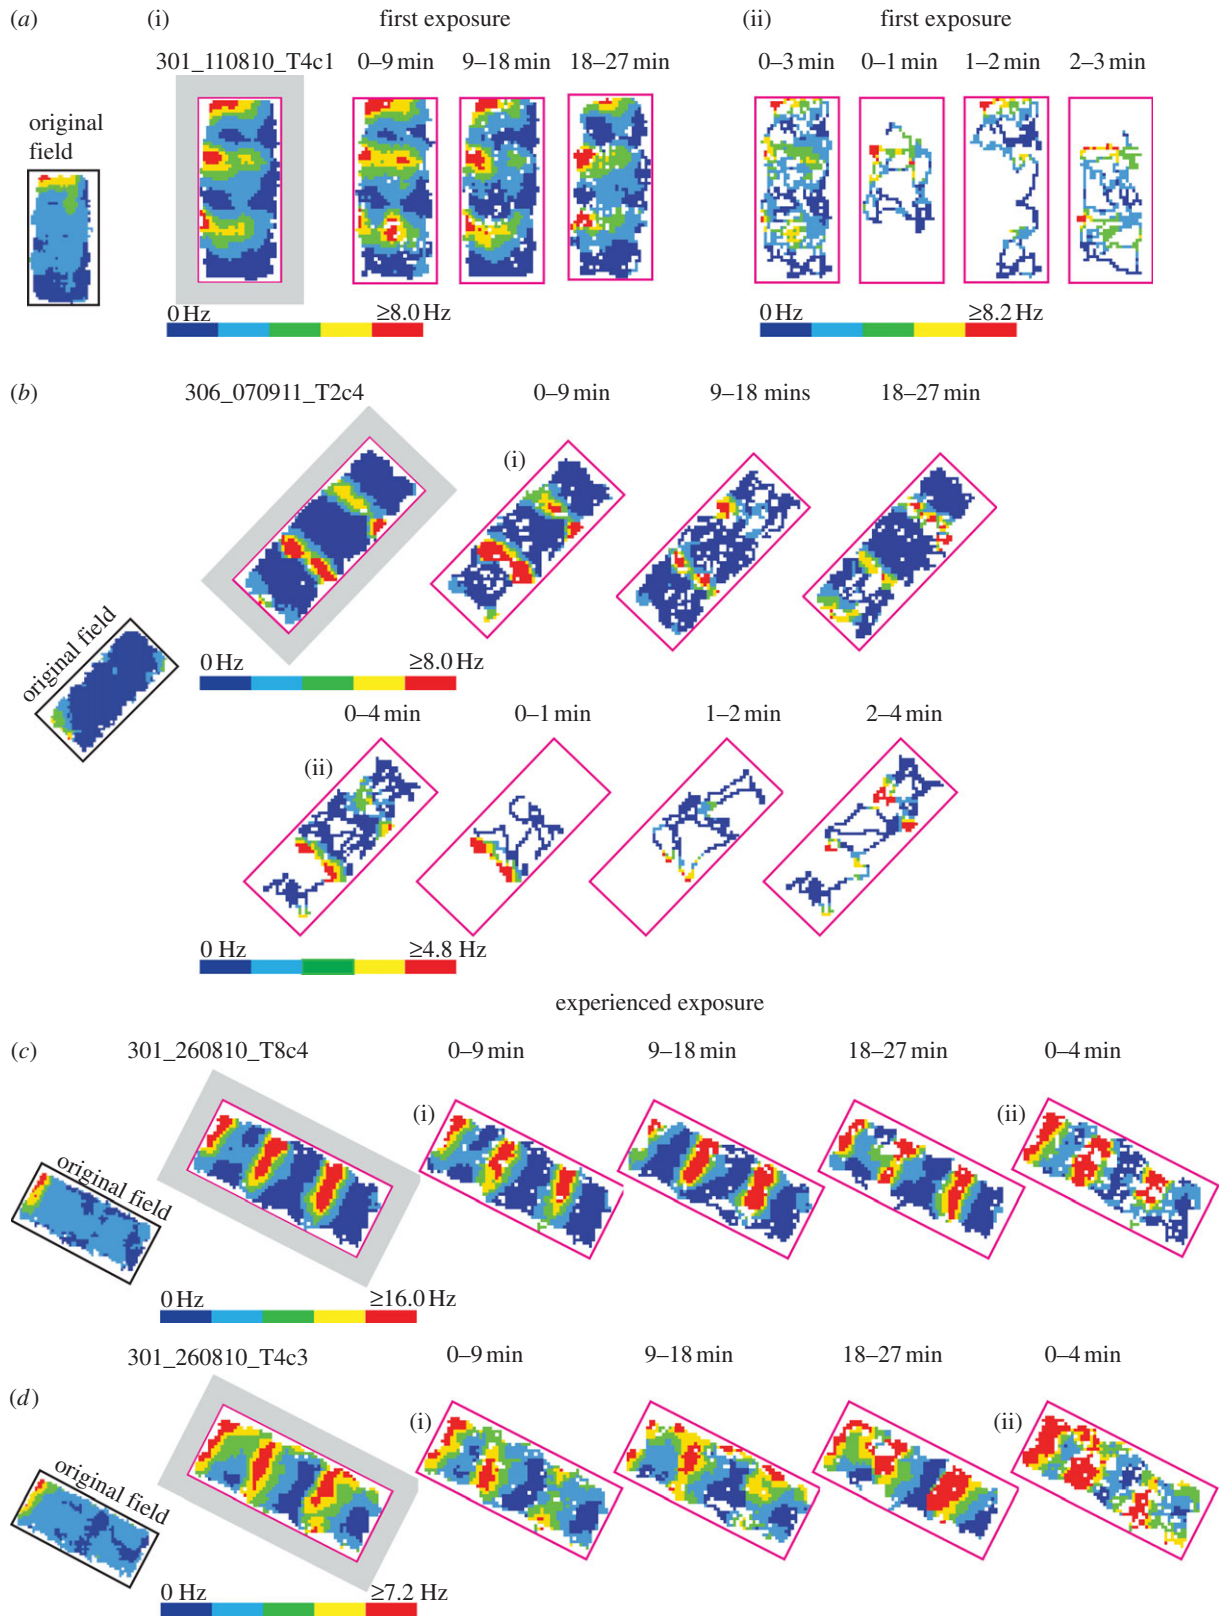 (a) (i) first exposure (ii) first exposure
301_110810_T4c1 0–9 min 9–18 min 18–27 min 0–3 min 0–1 min 1–2 min 2–3 min
original
field
0 Hz ≥8.0 Hz 0 Hz ≥8.2 Hz
(b) 306_070911_T2c4 0–9 min 9–18 mins 18–27 min
(i)
original field
0 Hz ≥8.0 Hz
0–4 min 0–1 min 1–2 min 2–4 min
(ii)
0 Hz ≥4.8 Hz
experienced exposure
(c) 301_260810_T8c4 0–9 min 9–18 min 18–27 min 0–4 min
(i) (ii)
original field
0 Hz ≥16.0 Hz
301_260810_T4c3 0–9 min 9–18 min 18–27 min 0–4 min
(d) (i) (ii)
original field
0 Hz ≥7.2 Hz